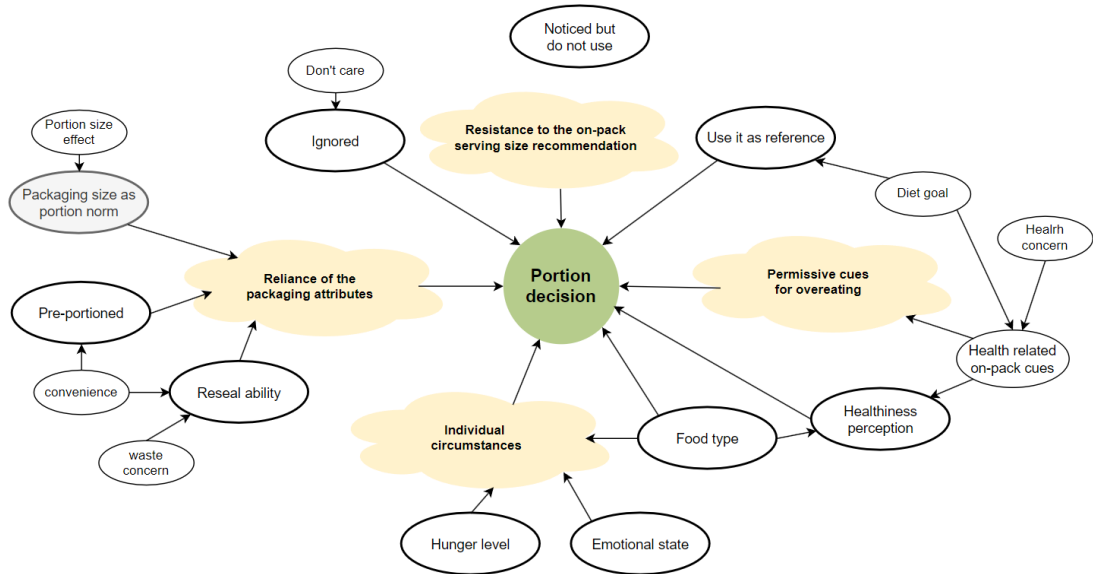 Noticed but
do not use
Don't care
Portion size
effect
Ignored
Resistance to the on-pack
serving size recommendation
Use it as reference
Packaging size as
portion norm
Diet goal
Healrh
concern
Reliance of the
packaging attributes
Portion
decision
Permissive cues
for overeating
Pre-portioned
Health related
on-pack cues
convenience
Reseal ability
Individual
circumstances
Food type
Healthiness
perception
waste
concern
Hunger level
Emotional state